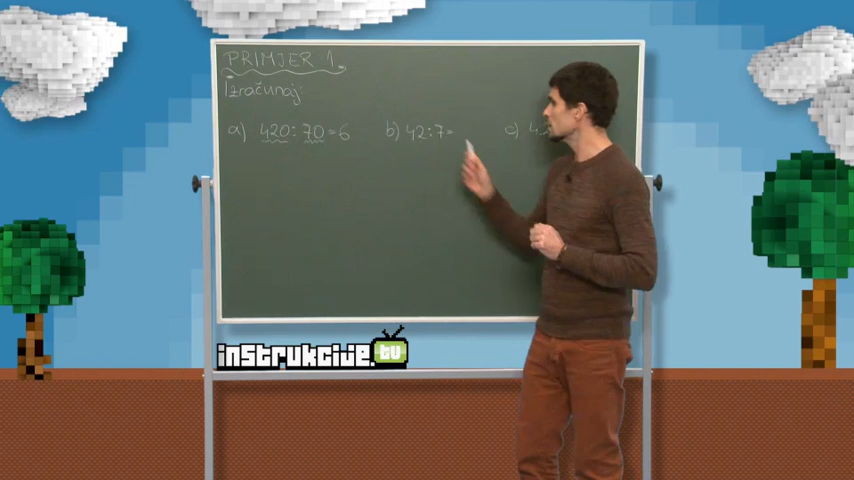 PRIMJER 1.
Izračunaj:
a) 420 : 70 = 6 b) 42 : 7 = c)
instrukcije.tv